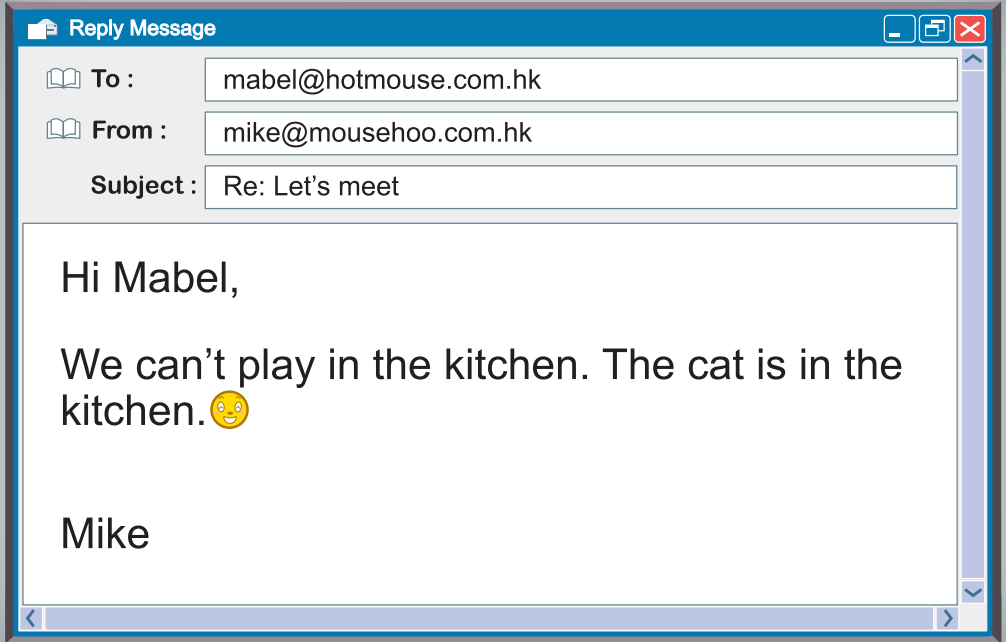 Reply Message
To : mabel@hotmouse.com.hk
From : mike@mousehoo.com.hk
Subject : Re: Let’s meet
Hi Mabel,
We can’t play in the kitchen. The cat is in the
kitchen.
Mike